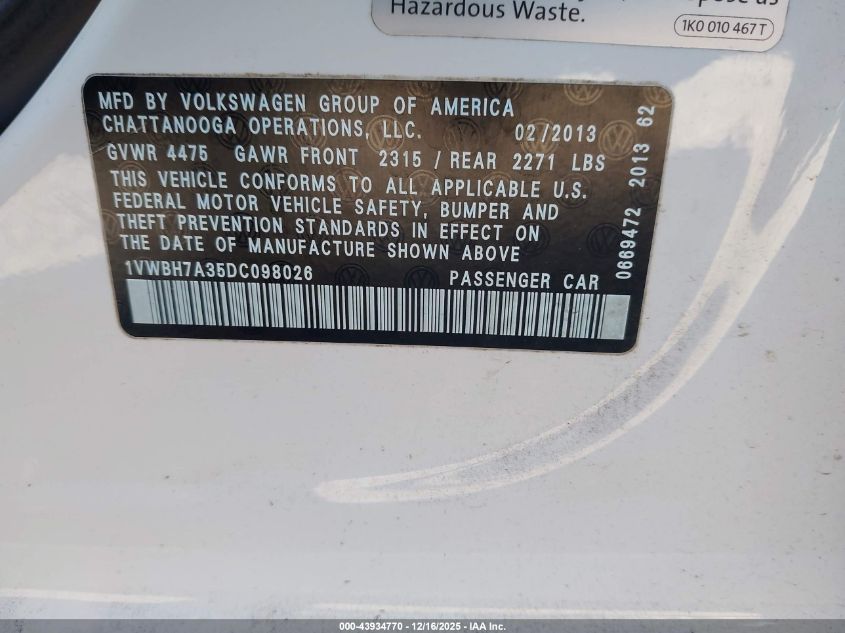 Hazardous Waste.
1K0 010 467 T
MFD BY VOLKSWAGEN GROUP OF AMERICA
CHATTANOOGA OPERATIONS, LLC. 02/2013
GVWR 4475 GAWR FRONT 2315 / REAR 2271 LBS
THIS VEHICLE CONFORMS TO ALL APPLICABLE U.S.
FEDERAL MOTOR VEHICLE SAFETY, BUMPER AND
THEFT PREVENTION STANDARDS IN EFFECT ON
THE DATE OF MANUFACTURE SHOWN ABOVE
1VWBH7A35DC098026 PASSENGER CAR
0669472 2013 62
000-43934770 - 12/16/2025 - IAA Inc.